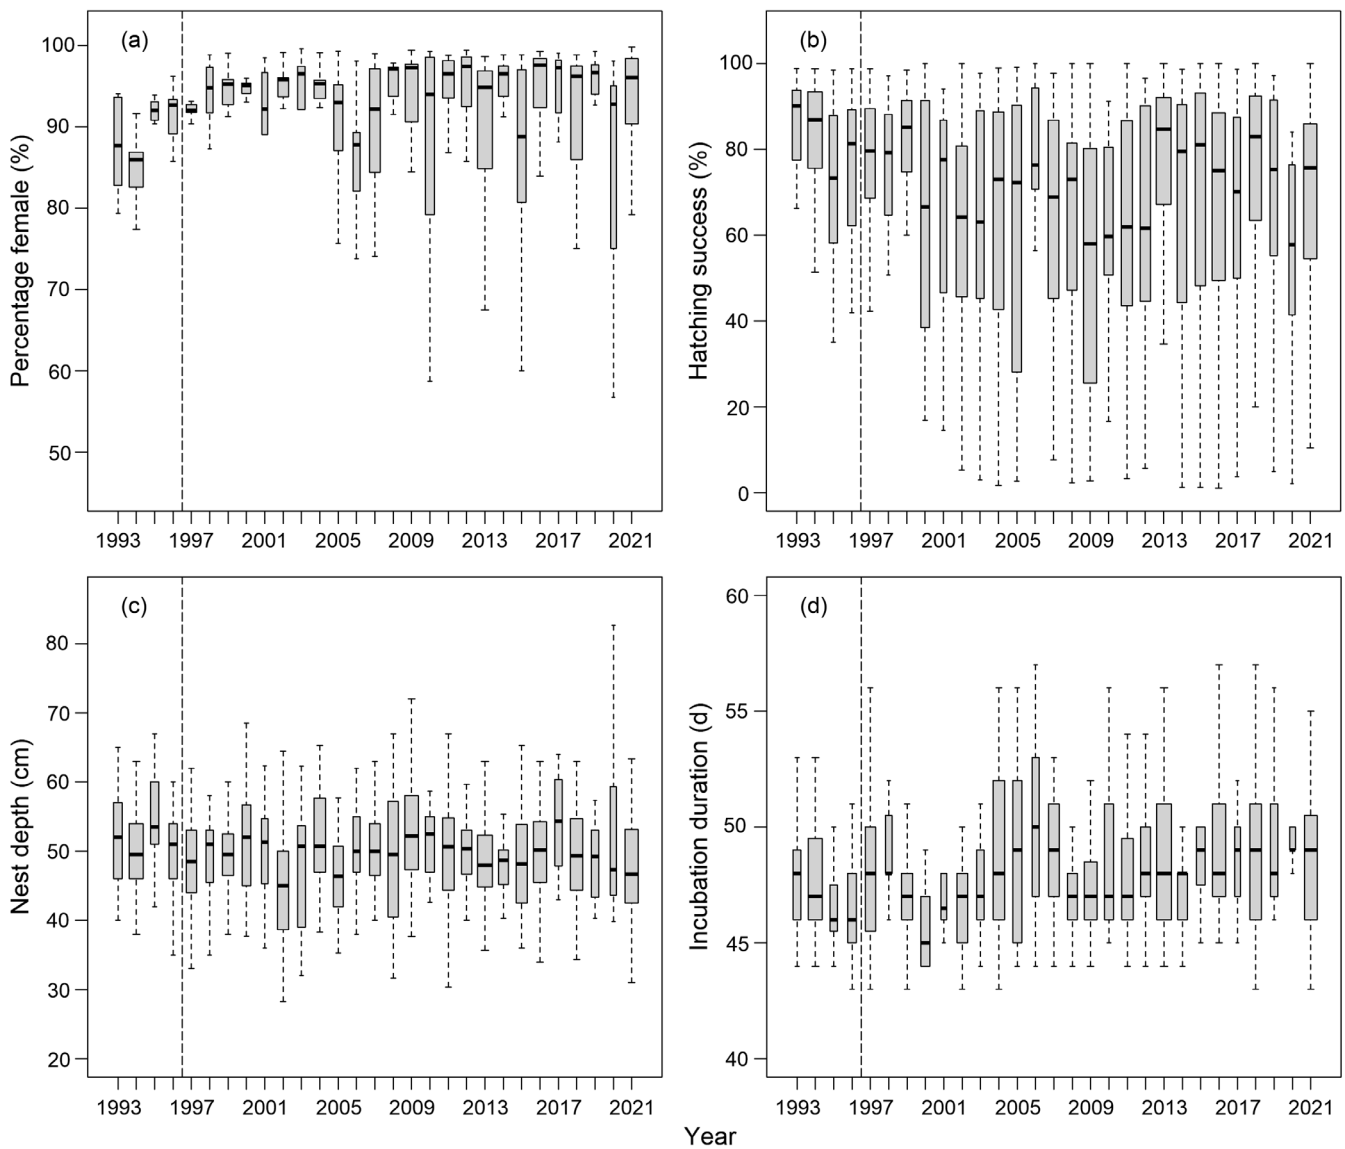 (a)
Percentage female (%)
100
90
80
70
60
50
1993 1997 2001 2005 2009 2013 2017 2021
(b)
Hatching success (%)
100
80
60
40
20
0
1993 1997 2001 2005 2009 2013 2017 2021
(c)
Nest depth (cm)
80
70
60
50
40
30
20
1993 1997 2001 2005 2009 2013 2017 2021
(d)
Incubation duration (d)
60
55
50
45
40
1993 1997 2001 2005 2009 2013 2017 2021
Year